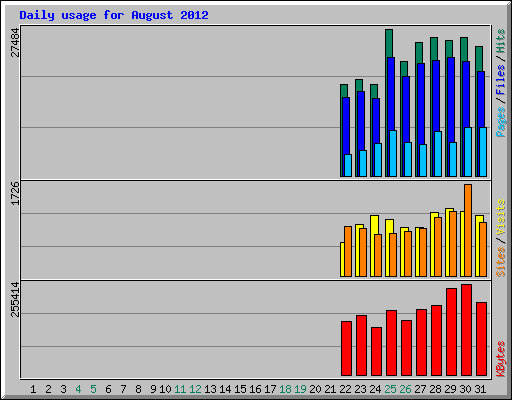 Daily usage for August 2012
27484
Pages / Files / Hits
1726
Sites / Visits
255414
KBytes
1 2 3 4 5 6 7 8 9 10 11 12 13 14 15 16 17 18 19 20 21 22 23 24 25 26 27 28 29 30 31